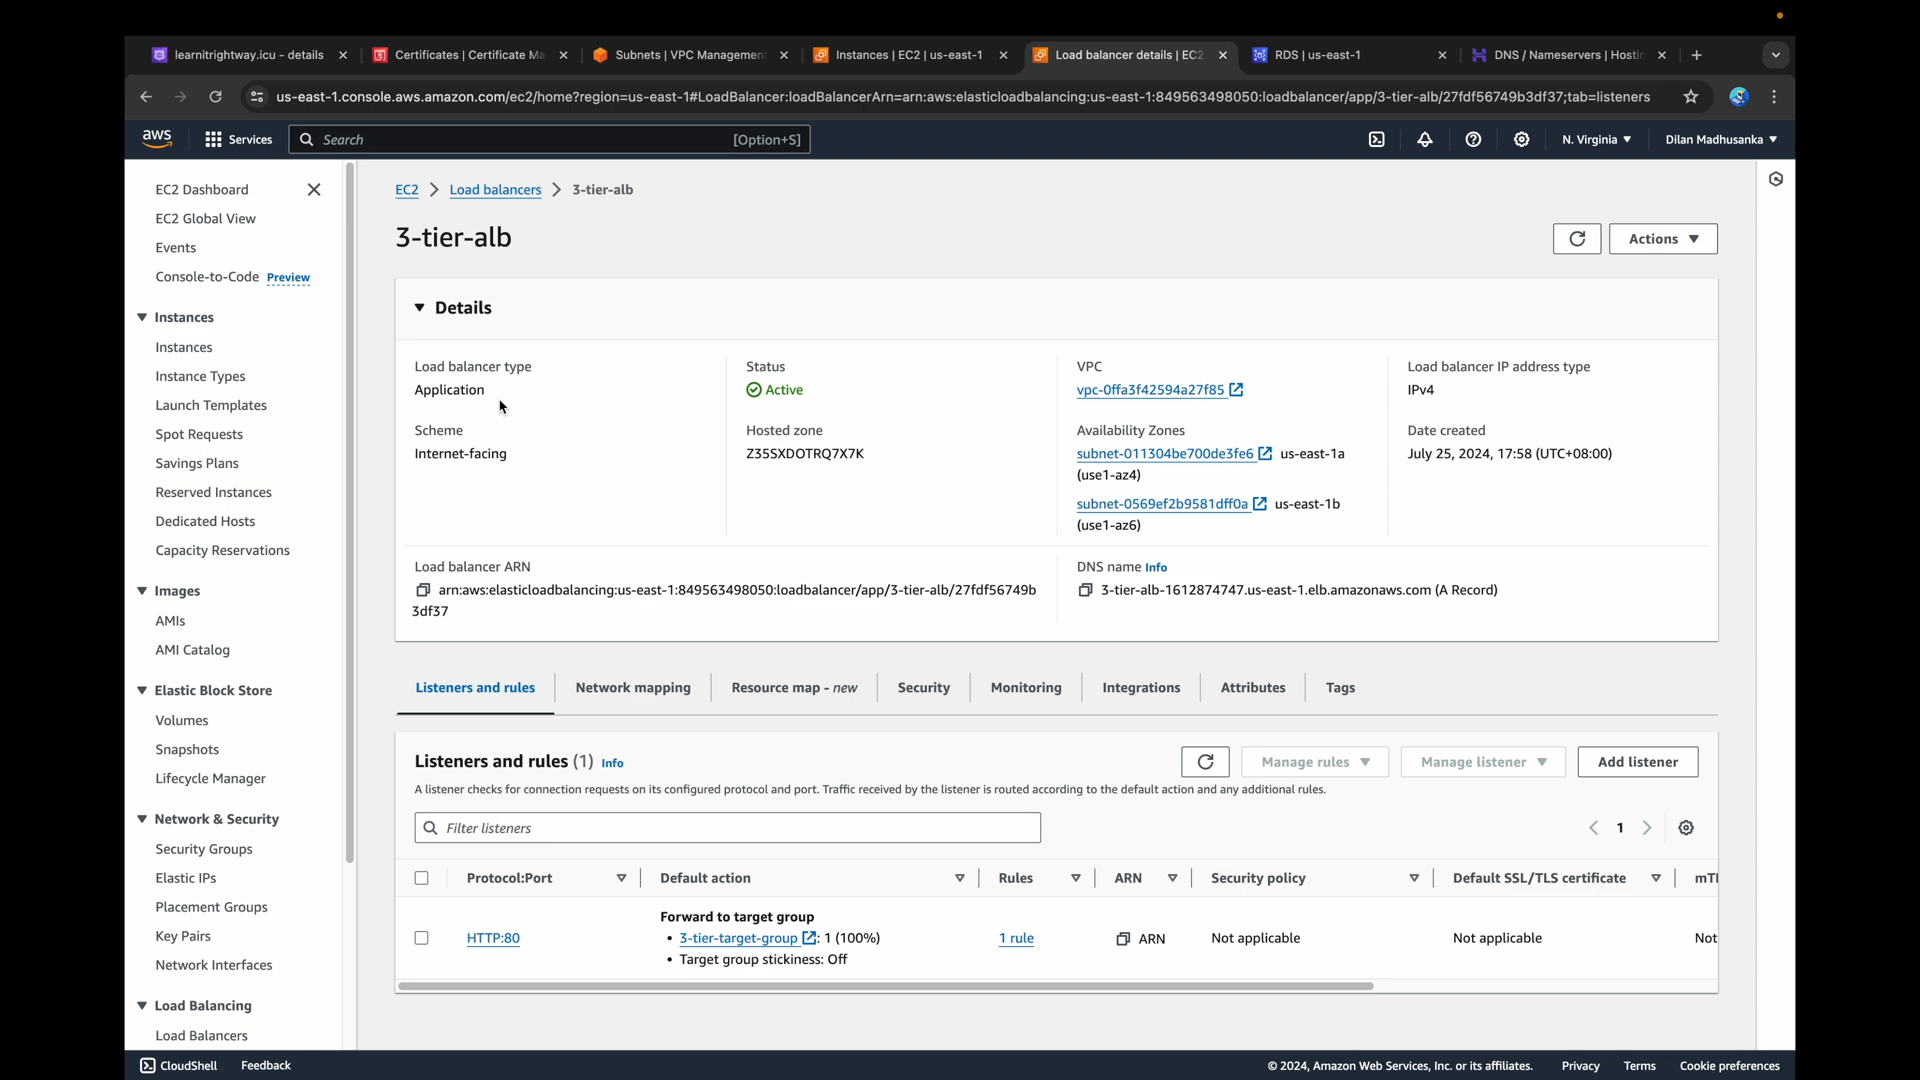 learnitrightway.icu - details
Certificates | Certificate Ma
Subnets | VPC Managemen
Instances | EC2 | us-east-1
Load balancer details | EC2
RDS | us-east-1
DNS / Nameservers | Hostin
us-east-1.console.aws.amazon.com/ec2/home?region=us-east-1#LoadBalancer:loadBalancerArn=arn:aws:elasticloadbalancing:us-east-1:849563498050:loadbalancer/app/3-tier-alb/27fdf56749b3df37;tab=listeners
aws
Services
Search
[Option+S]
N. Virginia
Dilan Madhusanka
EC2 Dashboard
EC2 Global View
Events
Console-to-Code Preview
Instances
Instances
Instance Types
Launch Templates
Spot Requests
Savings Plans
Reserved Instances
Dedicated Hosts
Capacity Reservations
Images
AMIs
AMI Catalog
Elastic Block Store
Volumes
Snapshots
Lifecycle Manager
Network & Security
Security Groups
Elastic IPs
Placement Groups
Key Pairs
Network Interfaces
Load Balancing
Load Balancers
EC2 > Load balancers > 3-tier-alb
3-tier-alb
Actions
Details
Load balancer type
Application
Status
Active
VPC
vpc-0ffa3f42594a27f85
Load balancer IP address type
IPv4
Scheme
Internet-facing
Hosted zone
Z35SXDOTRQ7X7K
Availability Zones
subnet-011304be700de3fe6 us-east-1a
(use1-az4)
subnet-0569ef2b9581dff0a us-east-1b
(use1-az6)
Date created
July 25, 2024, 17:58 (UTC+08:00)
Load balancer ARN
arn:aws:elasticloadbalancing:us-east-1:849563498050:loadbalancer/app/3-tier-alb/27fdf56749b
3df37
DNS name Info
3-tier-alb-1612874747.us-east-1.elb.amazonaws.com (A Record)
Listeners and rules
Network mapping
Resource map - new
Security
Monitoring
Integrations
Attributes
Tags
Listeners and rules (1) Info
Manage rules
Manage listener
Add listener
A listener checks for connection requests on its configured protocol and port. Traffic received by the listener is routed according to the default action and any additional rules.
Filter listeners
1
Protocol:Port
Default action
Rules
ARN
Security policy
Default SSL/TLS certificate
mTl
HTTP:80
Forward to target group
• 3-tier-target-group : 1 (100%)
• Target group stickiness: Off
1 rule
ARN
Not applicable
Not applicable
Not
CloudShell
Feedback
© 2024, Amazon Web Services, Inc. or its affiliates.
Privacy
Terms
Cookie preferences